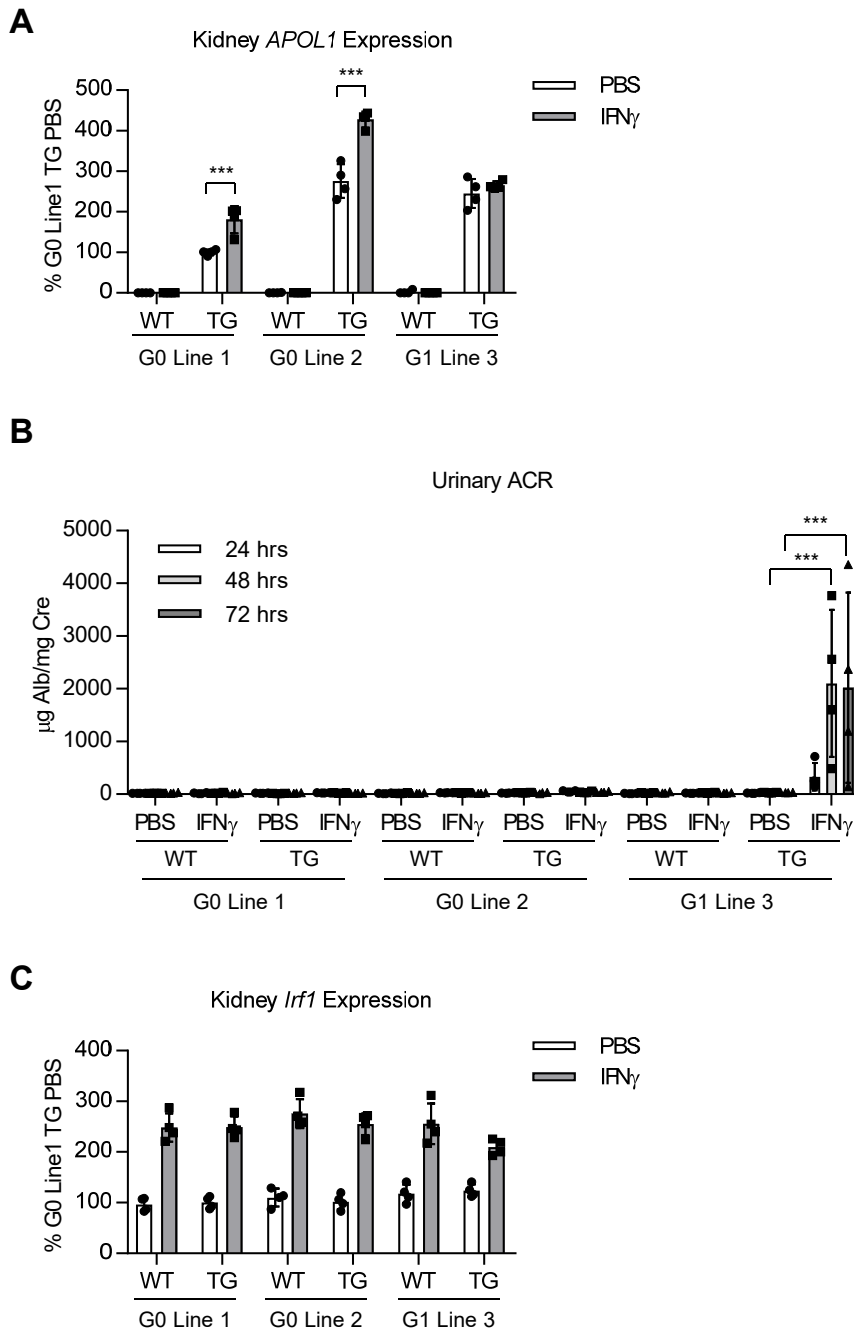 A
Kidney APOL1 Expression
% G0 Line1 TG PBS
500
400
300
200
100
0
***
***
PBS
IFNγ
WT TG WT TG WT TG
G0 Line 1 G0 Line 2 G1 Line 3
B
Urinary ACR
µg Alb/mg Cre
5000
4000
3000
2000
1000
0
24 hrs
48 hrs
72 hrs
***
***
PBS IFNγ PBS IFNγ PBS IFNγ PBS IFNγ PBS IFNγ PBS IFNγ
WT TG WT TG WT TG
G0 Line 1 G0 Line 2 G1 Line 3
C
Kidney Irf1 Expression
% G0 Line1 TG PBS
400
300
200
100
0
PBS
IFNγ
WT TG WT TG WT TG
G0 Line 1 G0 Line 2 G1 Line 3